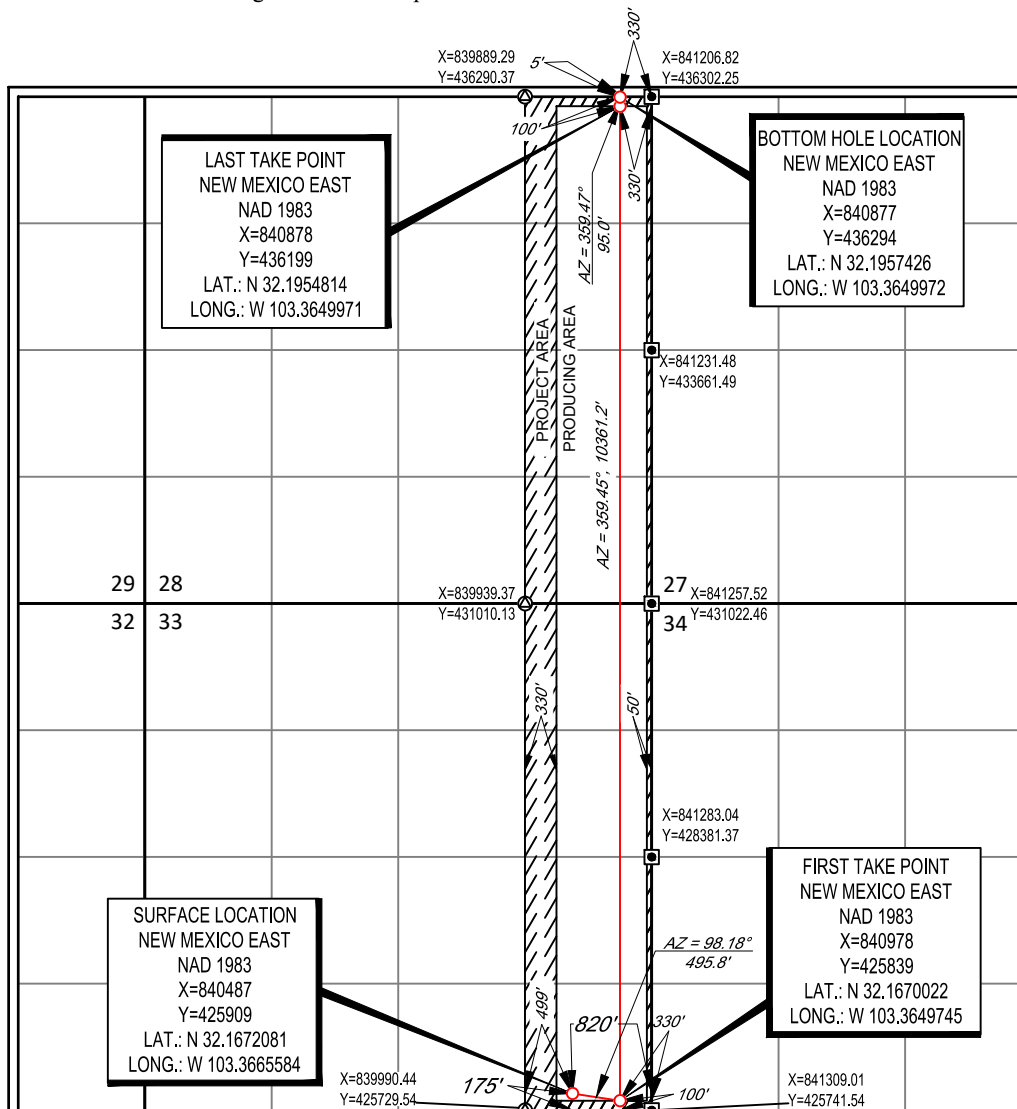 330'
X=839889.29
Y=436290.37
5'
X=841206.82
Y=436302.25
100'
330'
LAST TAKE POINT
NEW MEXICO EAST
NAD 1983
X=840878
Y=436199
LAT.: N 32.1954814
LONG.: W 103.3649971
BOTTOM HOLE LOCATION
NEW MEXICO EAST
NAD 1983
X=840877
Y=436294
LAT.: N 32.1957426
LONG.: W 103.3649972
AZ = 359.47°
95.0'
PROJECT AREA
PRODUCING AREA
X=841231.48
Y=433661.49
AZ = 359.45°, 10361.2'
29 28
32 33
X=839939.37
Y=431010.13
27
34
X=841257.52
Y=431022.46
330'
50'
X=841283.04
Y=428381.37
SURFACE LOCATION
NEW MEXICO EAST
NAD 1983
X=840487
Y=425909
LAT.: N 32.1672081
LONG.: W 103.3665584
FIRST TAKE POINT
NEW MEXICO EAST
NAD 1983
X=840978
Y=425839
LAT.: N 32.1670022
LONG.: W 103.3649745
AZ = 98.18°
495.8'
499'
820'
330'
175'
100'
X=839990.44
Y=425729.54
X=841309.01
Y=425741.54